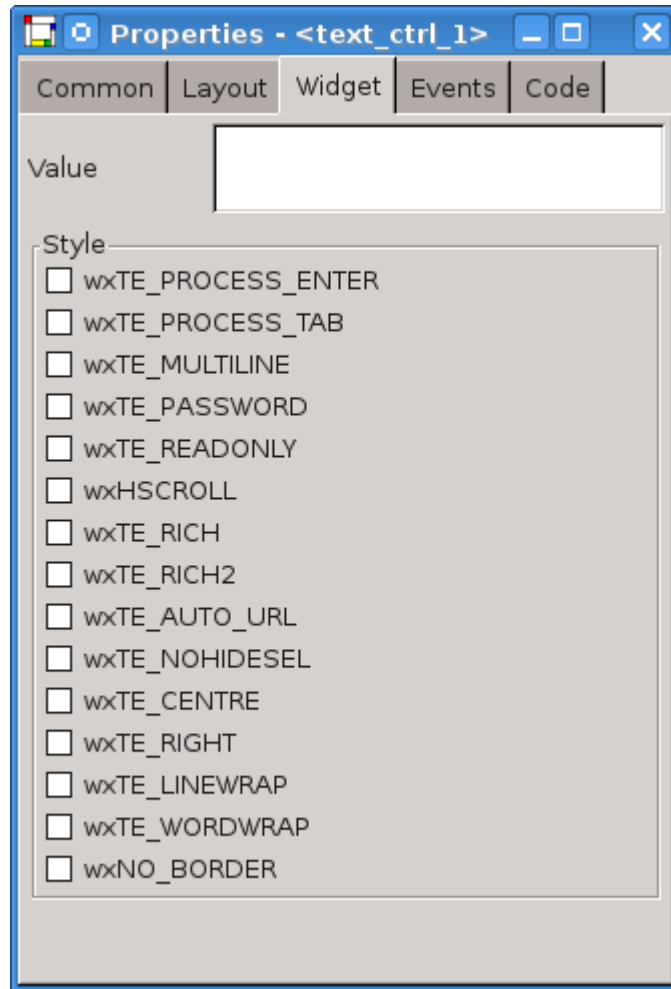 Properties - <text_ctrl_1>
Common Layout Widget Events Code
Value
Style
wxTE_PROCESS_ENTER
wxTE_PROCESS_TAB
wxTE_MULTILINE
wxTE_PASSWORD
wxTE_READONLY
wxHSCROLL
wxTE_RICH
wxTE_RICH2
wxTE_AUTO_URL
wxTE_NOHIDESEL
wxTE_CENTRE
wxTE_RIGHT
wxTE_LINEWRAP
wxTE_WORDWRAP
wxNO_BORDER